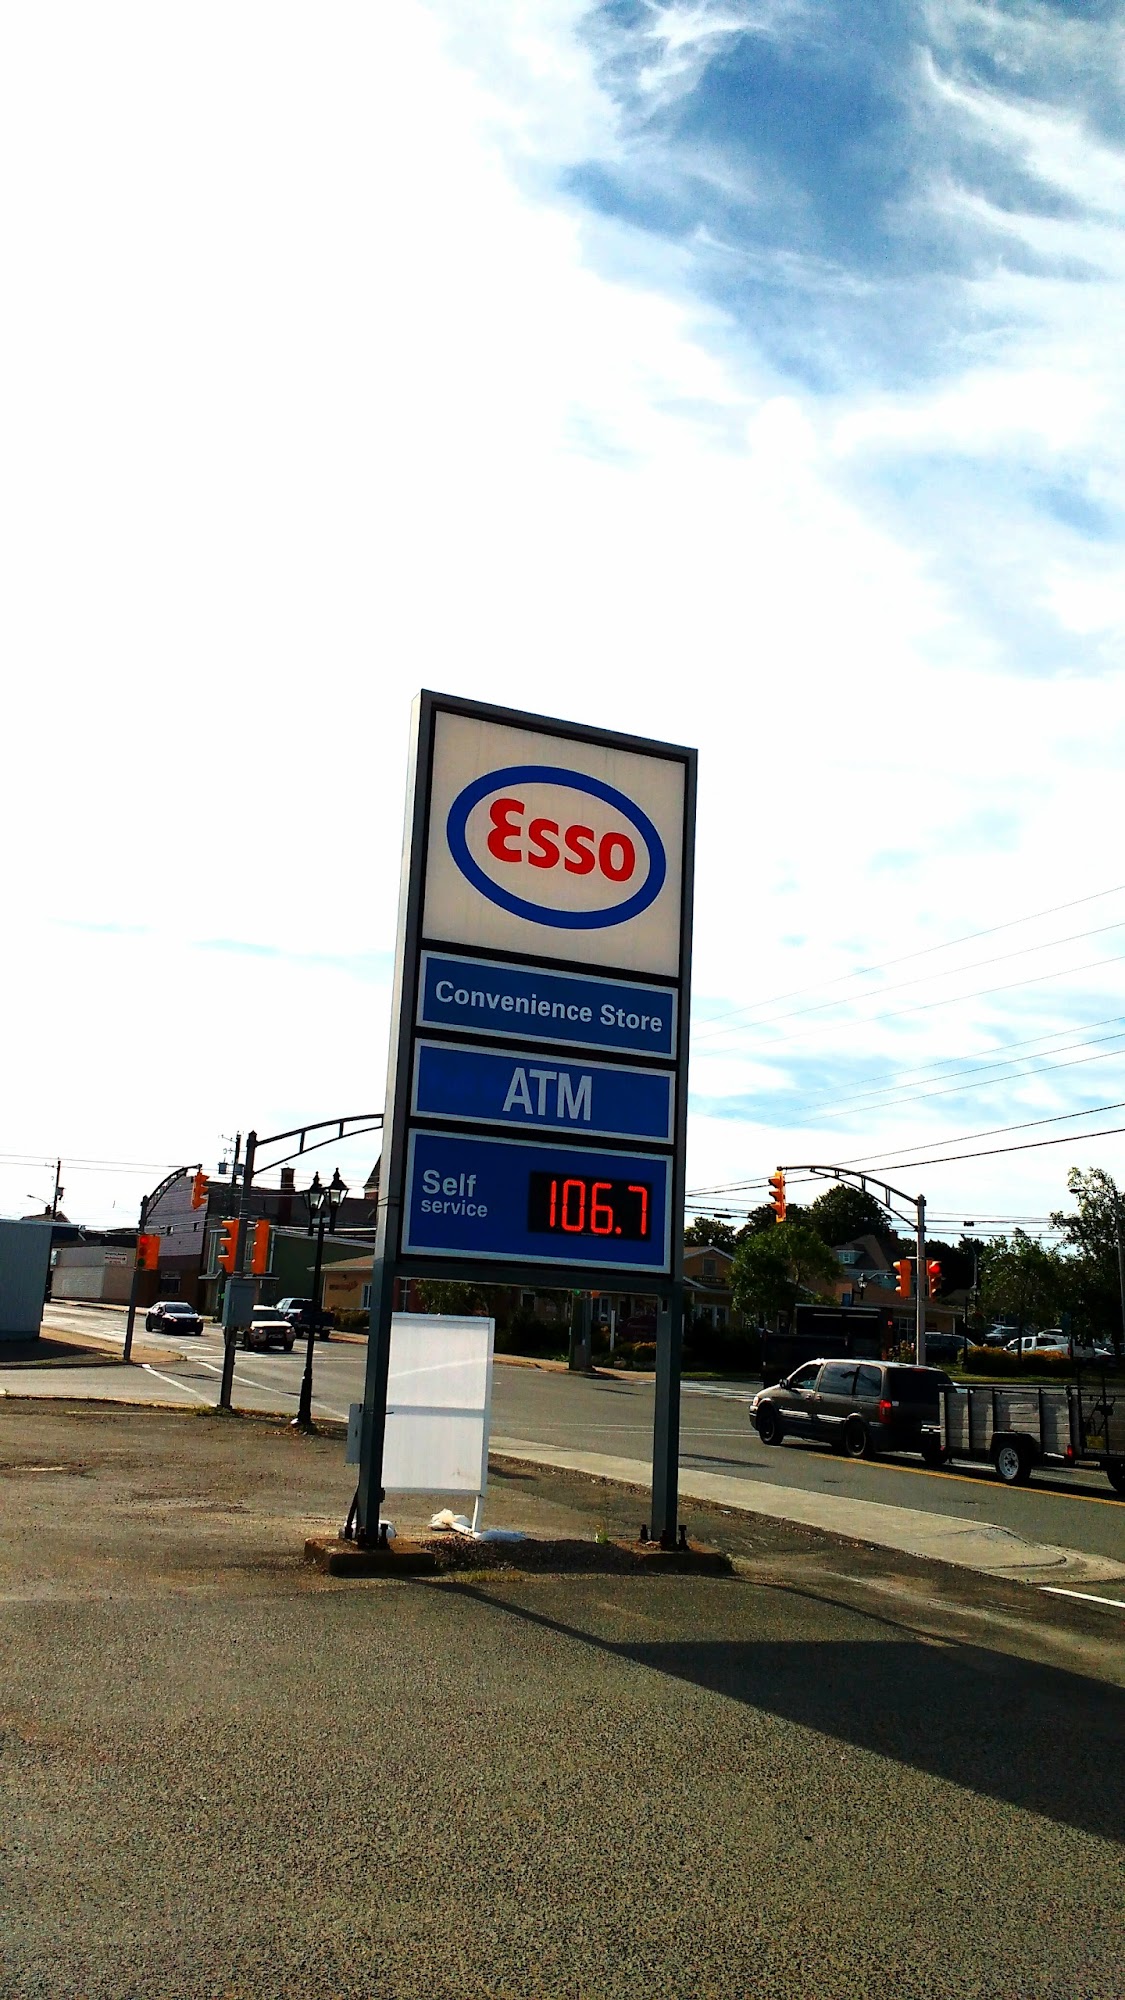 Esso
Convenience Store
ATM
Self
service
106.7